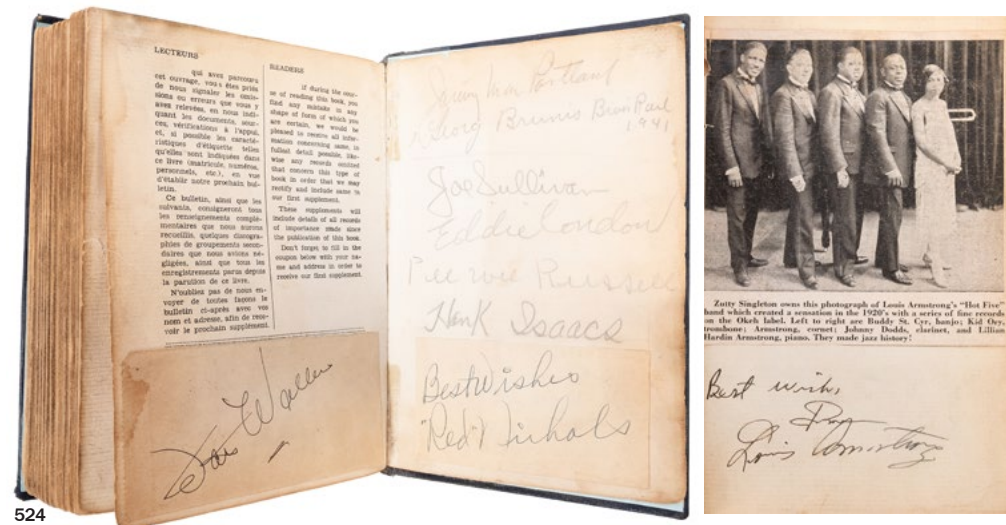 LECTEURS
qui avez parcouru
cet ouvrage, vous êtes priés
de nous signaler les omis-
sions ou erreurs que vous y
avez relevées, en nous indi-
quant les documents, sour-
ces, vérifications à l'appui,
et, si possible les caracté-
ristiques d'étiquette telles
qu'elles sont indiquées dans
ce livre (matricule, numéros,
personnels, etc.), en vue
d'établir notre prochain bul-
letin.
Ce bulletin, ainsi que les
suivants, consigneront tous
les renseignements complé-
mentaires que nous aurons
recueillis, quelques discogra-
phies de groupements secon-
daires que nous avions né-
gligées, ainsi que tous les
enregistrements parus depuis
la parution de ce livre.
N'oubliez pas de nous en-
voyer de toutes façons le
bulletin ci-après avec vos
nom et adresse, afin de rece-
voir le prochain supplément.
READERS
if during the cour-
se of reading this book, you
find any mistake in any
shape of form of which you
are certain, we would be
pleased to receive all infor-
mation concerning same, in
fullest detail possible, like-
wise any records omitted
that concern this type of
book in order that we may
rectify and include same in
our first supplement.
These supplements will
include details of all records
of importance made since
the publication of this book.
Don't forget to fill in the
coupon below with your na-
me and address in order to
receive our first supplement
Fats Waller
Jimmy McPartland
Georg Brunis
1941
Joe Sullivan
Eddie Condon
Pee wee Russell
Hank Isaacs
Best Wishes
"Red" Nichols
Zutty Singleton owns this photograph of Louis Armstrong's "Hot Five"
band which created a sensation in the 1920's with a series of fine records
on the Okeh label. Left to right are Buddy St. Cyr, banjo; Kid Ory,
trombone; Armstrong, cornet; Johnny Dodds, clarinet, and Lillian
Hardin Armstrong, piano. They made jazz history!
Best wishes
Louis Armstrong
524